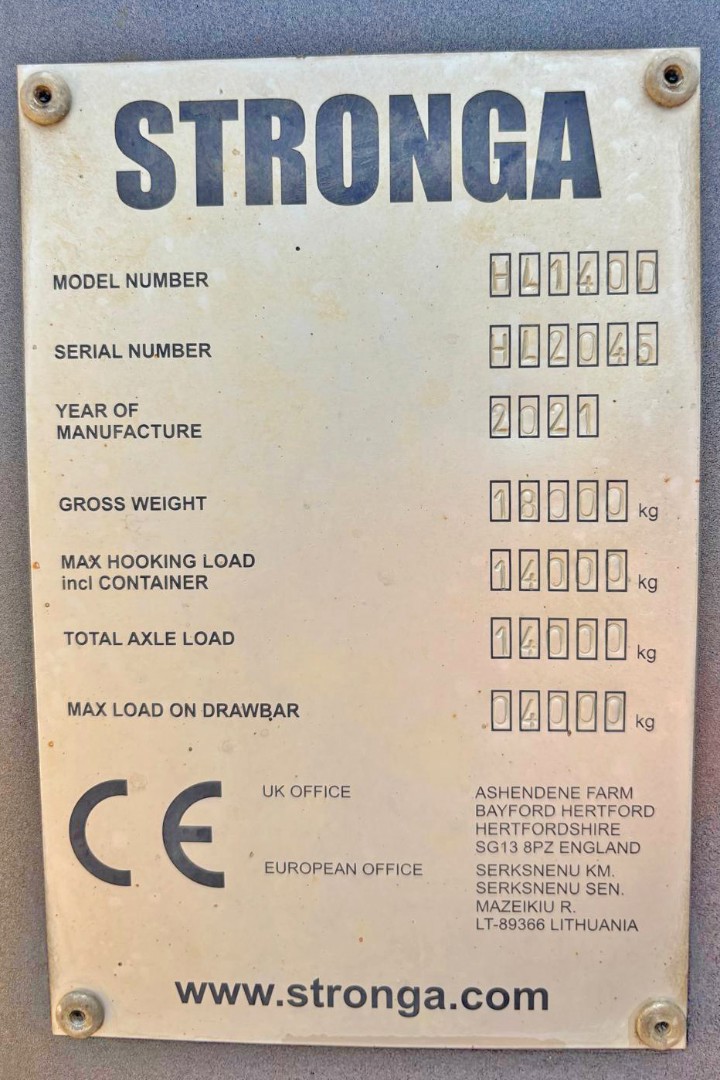 STRONGA
MODEL NUMBER HL140D
SERIAL NUMBER HL2045
YEAR OF
MANUFACTURE 2021
GROSS WEIGHT 18000 kg
MAX HOOKING LOAD
incl CONTAINER 14000 kg
TOTAL AXLE LOAD 14000 kg
MAX LOAD ON DRAWBAR 04000 kg
CE
UK OFFICE ASHENDENE FARM
BAYFORD HERTFORD
HERTFORDSHIRE
SG13 8PZ ENGLAND
EUROPEAN OFFICE SERKSNENU KM.
SERKSNENU SEN.
MAZEIKIU R.
LT-89366 LITHUANIA
www.stronga.com